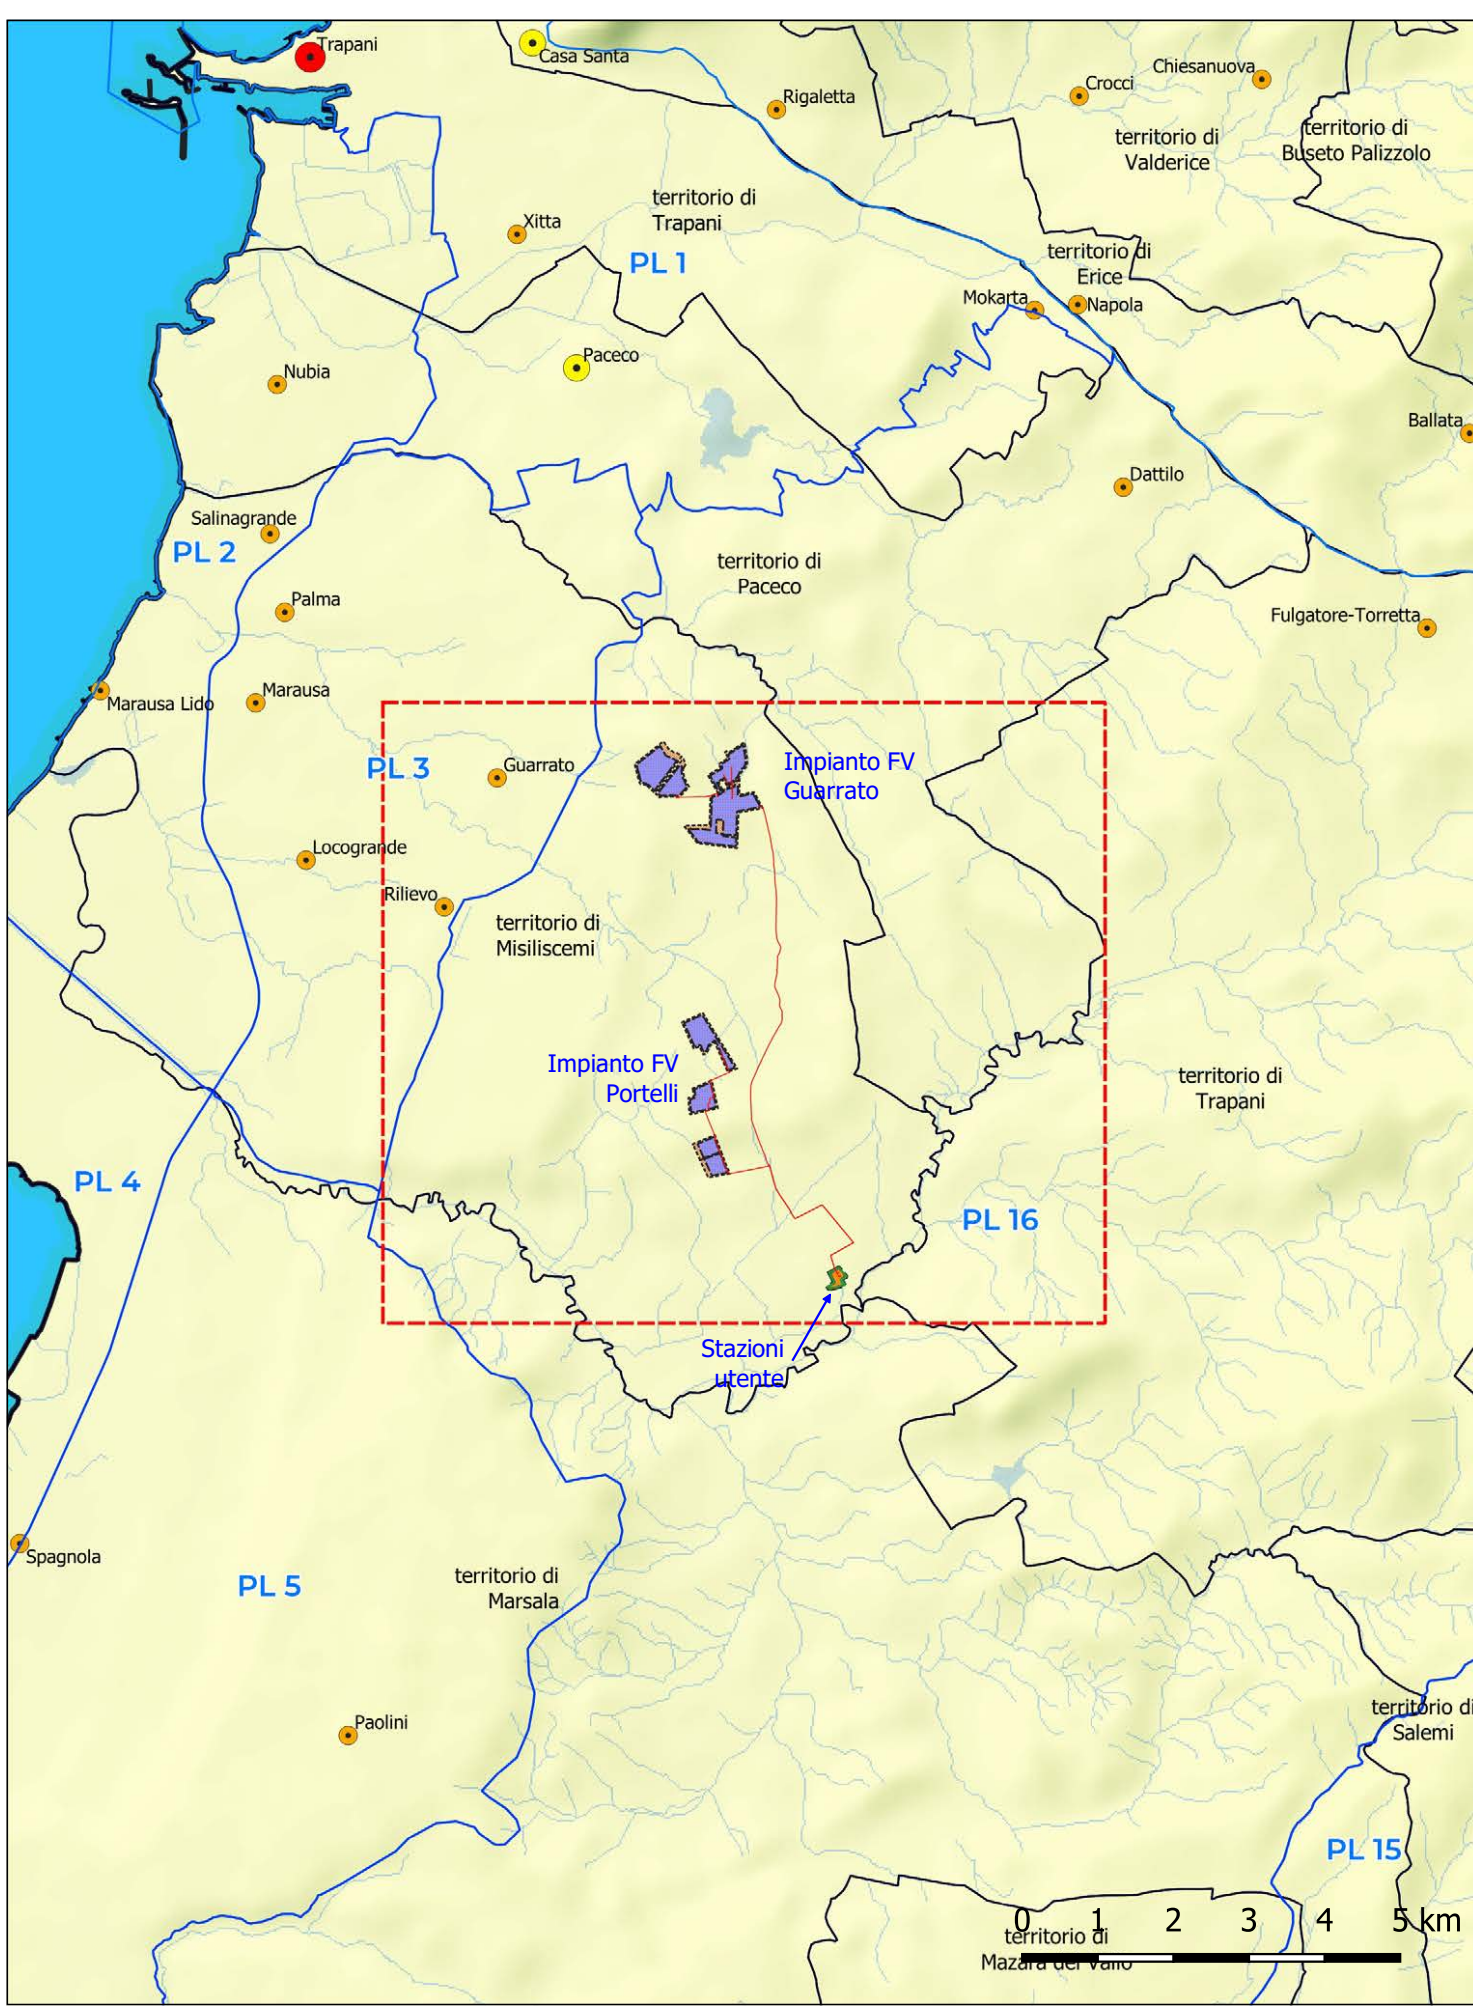 Trapani
Casa Santa
Rigaletta
Crocci
Chiesanuova
territorio di
Valderice
territorio di
Buseto Palizzolo
territorio di
Trapani
Xitta
PL 1
territorio di
Erice
Mokarta
Napola
Nubia
Paceco
Ballata
Dattilo
Salinagrande
PL 2
territorio di
Paceco
Palma
Fulgatore-Torretta
Marausa Lido
Marausa
PL 3
Guarrato
Impianto FV
Guarrato
Locogrande
Rilievo
territorio di
Misiliscemi
Impianto FV
Portelli
territorio di
Trapani
PL 4
PL 16
Stazioni
utente
Spagnola
PL 5
territorio di
Marsala
Paolini
territorio di
Salemi
PL 15
0 1 2 3 4 5 km
territorio di
Mazara del Vallo